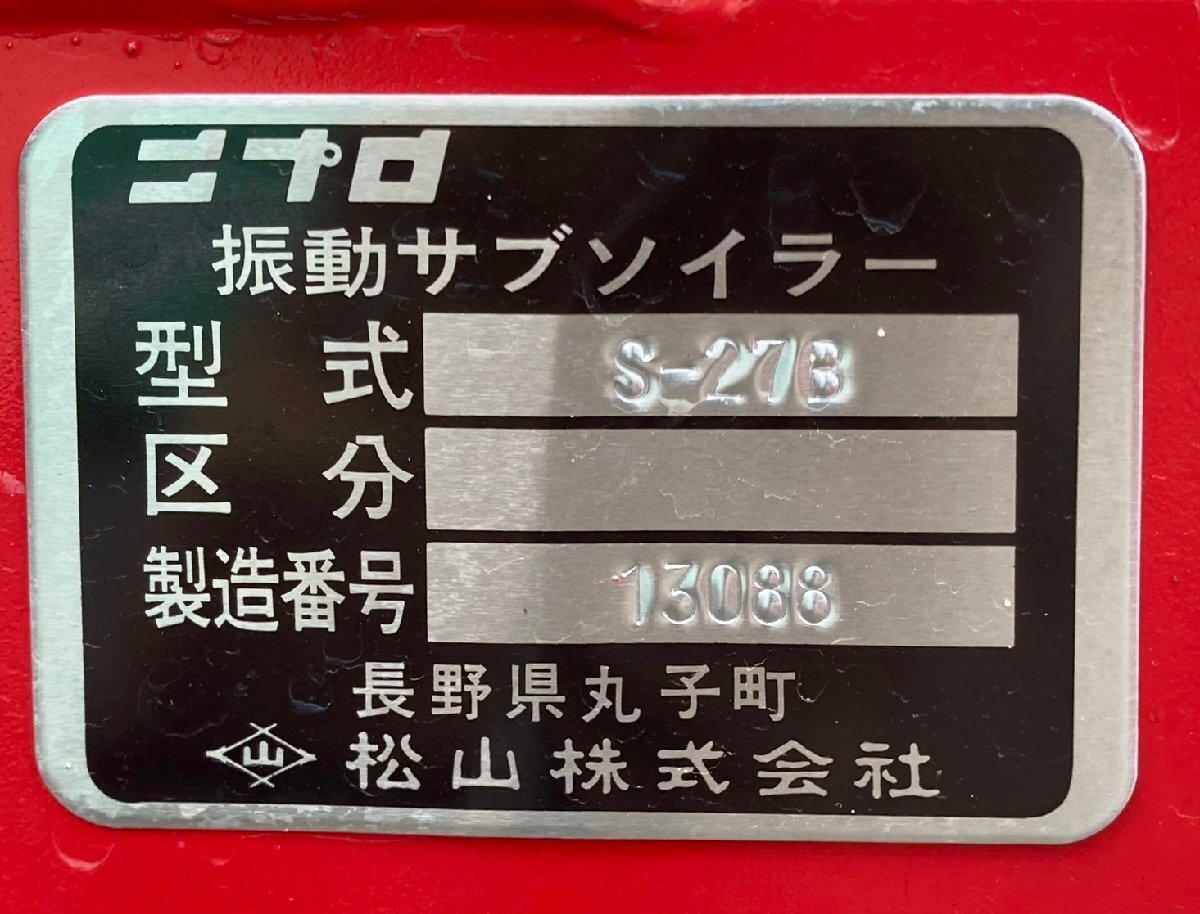 ニプロ
振動サブソイラー
型式 S-27B
区分
製造番号 13088
長野県丸子町
山 松山株式会社